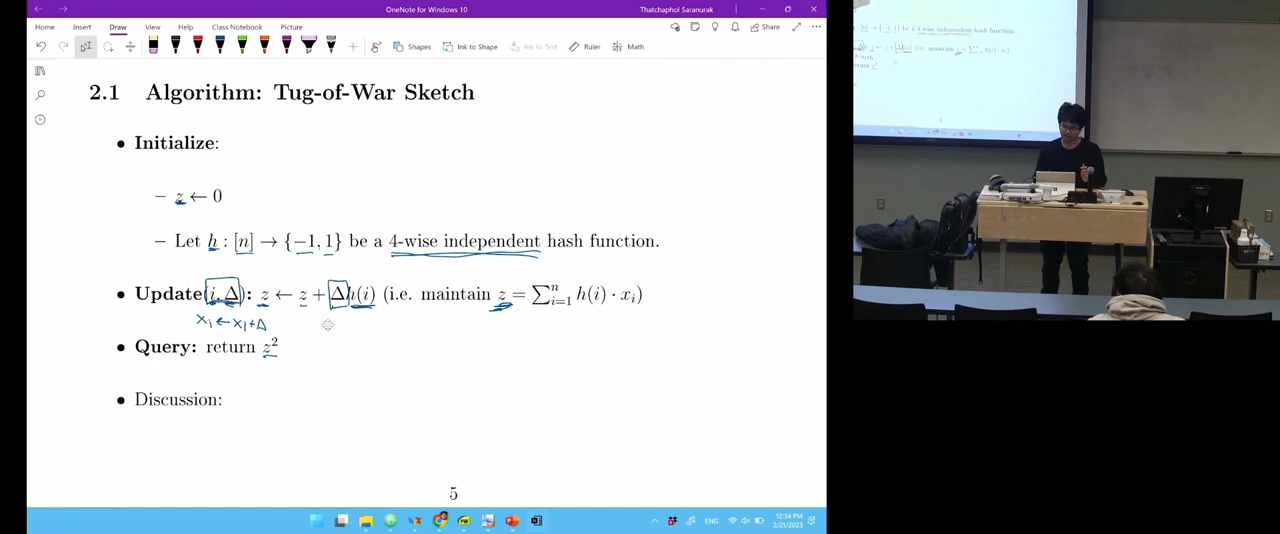 OneNote for Windows 10
Thatchaphol Saranurak
Home Insert Draw View Help Class Notebook Picture
Share
Shapes Ink to Shape Ink to Text Ruler Math
2.1 Algorithm: Tug-of-War Sketch
• Initialize:
– z ← 0
– Let h : [n] → {−1, 1} be a 4-wise independent hash function.
• Update(i, Δ): z ← z + Δh(i) (i.e. maintain z = ∑ⁿᵢ₌₁ h(i) · xᵢ)
xᵢ ← xᵢ + Δ
• Query: return z²
• Discussion:
5
ENG
12:34 PM
2/21/2023